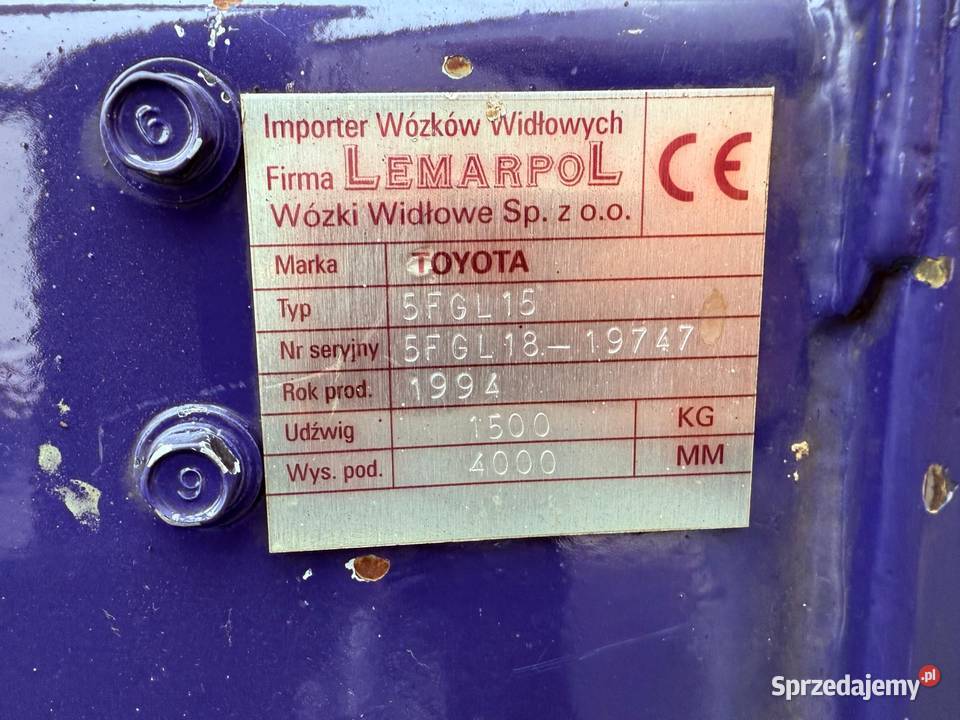 Importer Wózków Widłowych
Firma LEMARPOL
Wózki Widłowe Sp. z o.o.
CE
Marka TOYOTA
Typ 5FGL15
Nr seryjny 5FGL18-19747
Rok prod. 1994
Udźwig 1500 KG
Wys. pod. 4000 MM
6
9
Sprzedajemy.pl